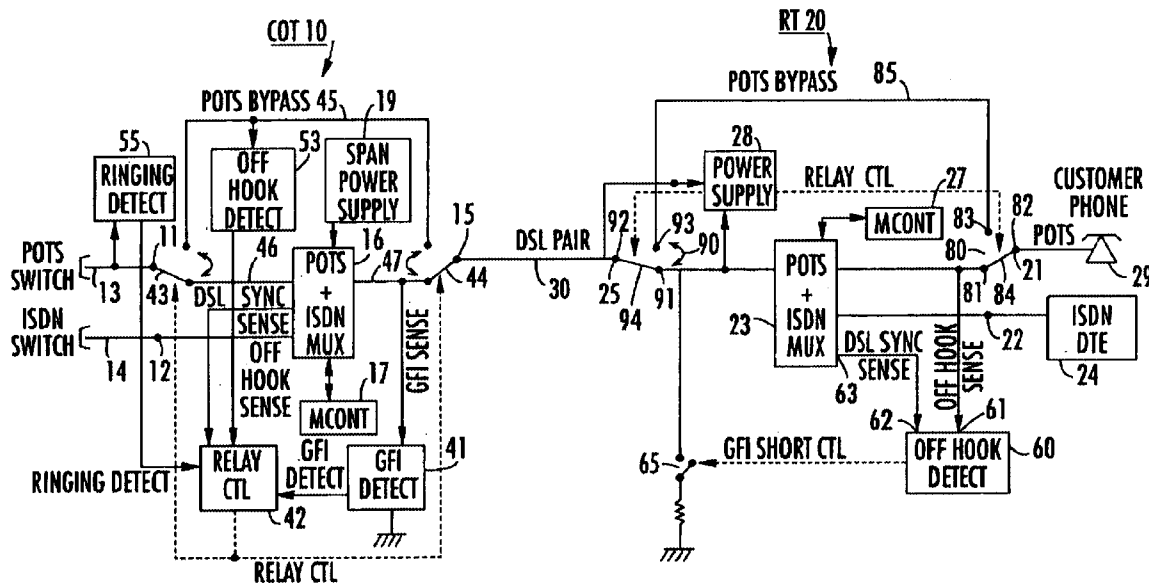 COT 10
RT 20
POTS BYPASS
45
19
55
RINGING
DETECT
OFF
HOOK
DETECT
53
SPAN
POWER
SUPPLY
POTS
SWITCH
13
11
43
46
16
47
15
44
DSL SYNC
SENSE
POTS
+
ISDN
MUX
ISDN
SWITCH
14
12
OFF
HOOK
SENSE
GFI SENSE
17
MCONT
RINGING DETECT
RELAY
CTL
42
GFI
DETECT
GFI
DETECT
41
RELAY CTL
DSL PAIR
30
POTS BYPASS
85
28
POWER
SUPPLY
RELAY CTL
27
MCONT
CUSTOMER
PHONE
92
93
90
25
94
91
83
82
80
POTS
81
84
21
29
POTS
+
ISDN
MUX
23
22
ISDN
DTE
24
DSL SYNC
SENSE
63
OFF HOOK
SENSE
62
61
65
GFI SHORT CTL
OFF HOOK
DETECT
60